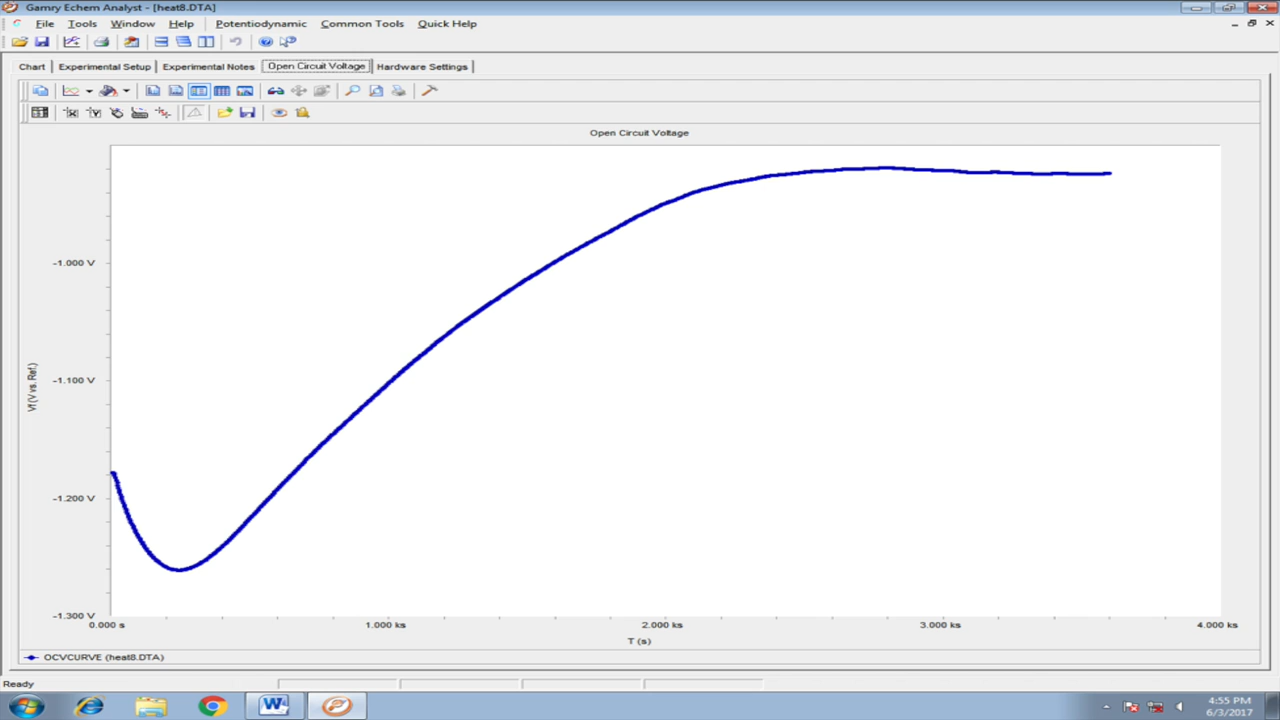 Gamry Echem Analyst - [heat8.DTA]
File Tools Window Help Potentiodynamic Common Tools Quick Help
Chart Experimental Setup Experimental Notes Open Circuit Voltage Hardware Settings
Open Circuit Voltage
-1.000 V
-1.100 V
-1.200 V
-1.300 V
Vf (V vs. Ref.)
0.000 s 1.000 ks 2.000 ks 3.000 ks 4.000 ks
T (s)
OCVCURVE (heat8.DTA)
Ready
4:55 PM
6/3/2017